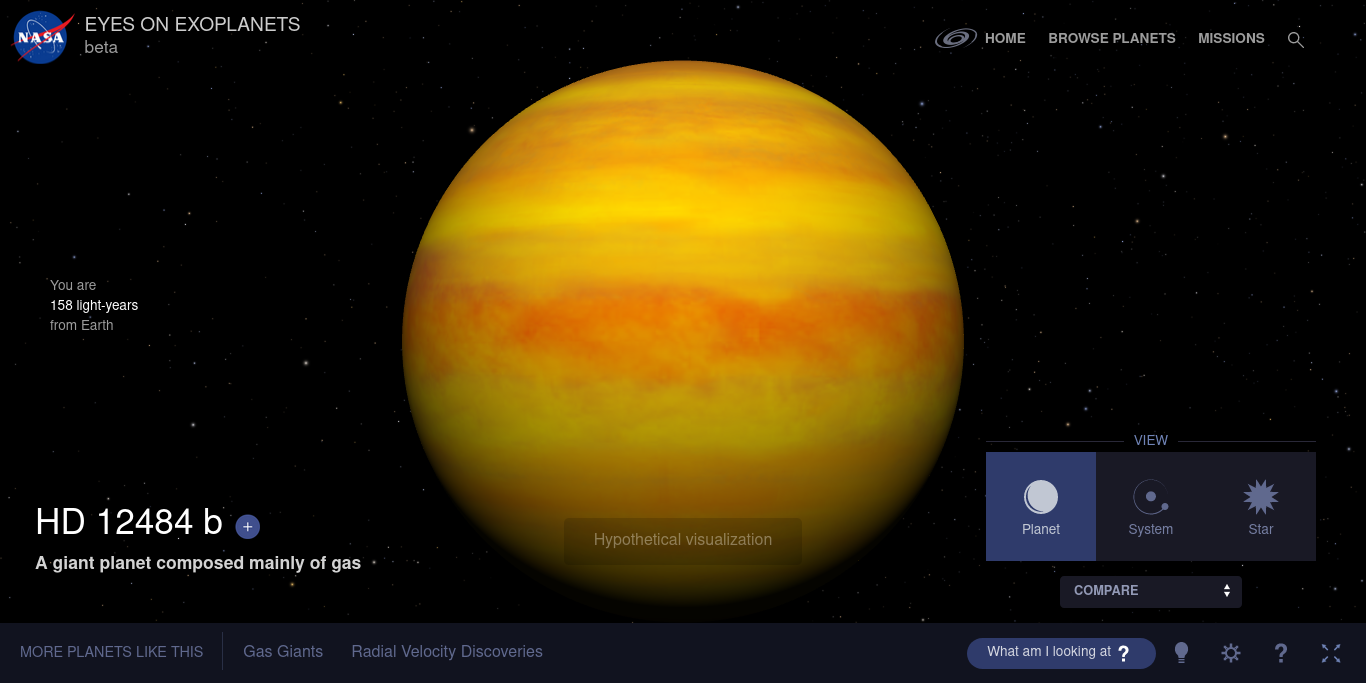 NASA
EYES ON EXOPLANETS
beta
HOME
BROWSE PLANETS
MISSIONS
You are
158 light-years
from Earth
HD 12484 b +
A giant planet composed mainly of gas
Hypothetical visualization
VIEW
Planet
System
Star
COMPARE
MORE PLANETS LIKE THIS
Gas Giants
Radial Velocity Discoveries
What am I looking at ?
?